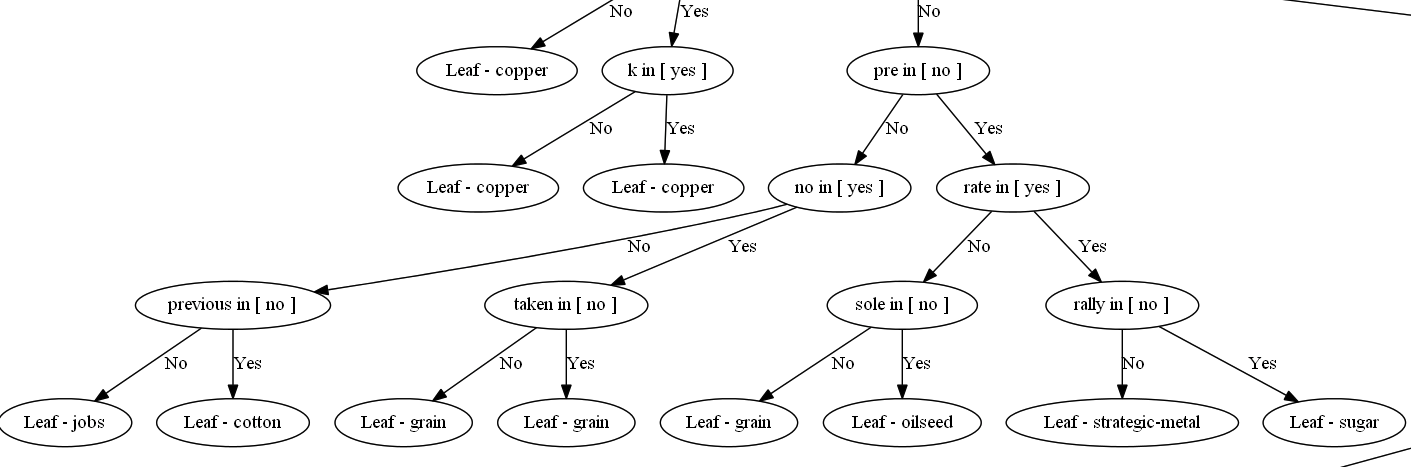 No
Yes
No
Leaf - copper
k in [ yes ]
pre in [ no ]
No
Yes
No
Yes
Leaf - copper
Leaf - copper
no in [ yes ]
rate in [ yes ]
No
Yes
No
Yes
previous in [ no ]
taken in [ no ]
sole in [ no ]
rally in [ no ]
No
Yes
No
Yes
No
Yes
No
Yes
Leaf - jobs
Leaf - cotton
Leaf - grain
Leaf - grain
Leaf - grain
Leaf - oilseed
Leaf - strategic-metal
Leaf - sugar